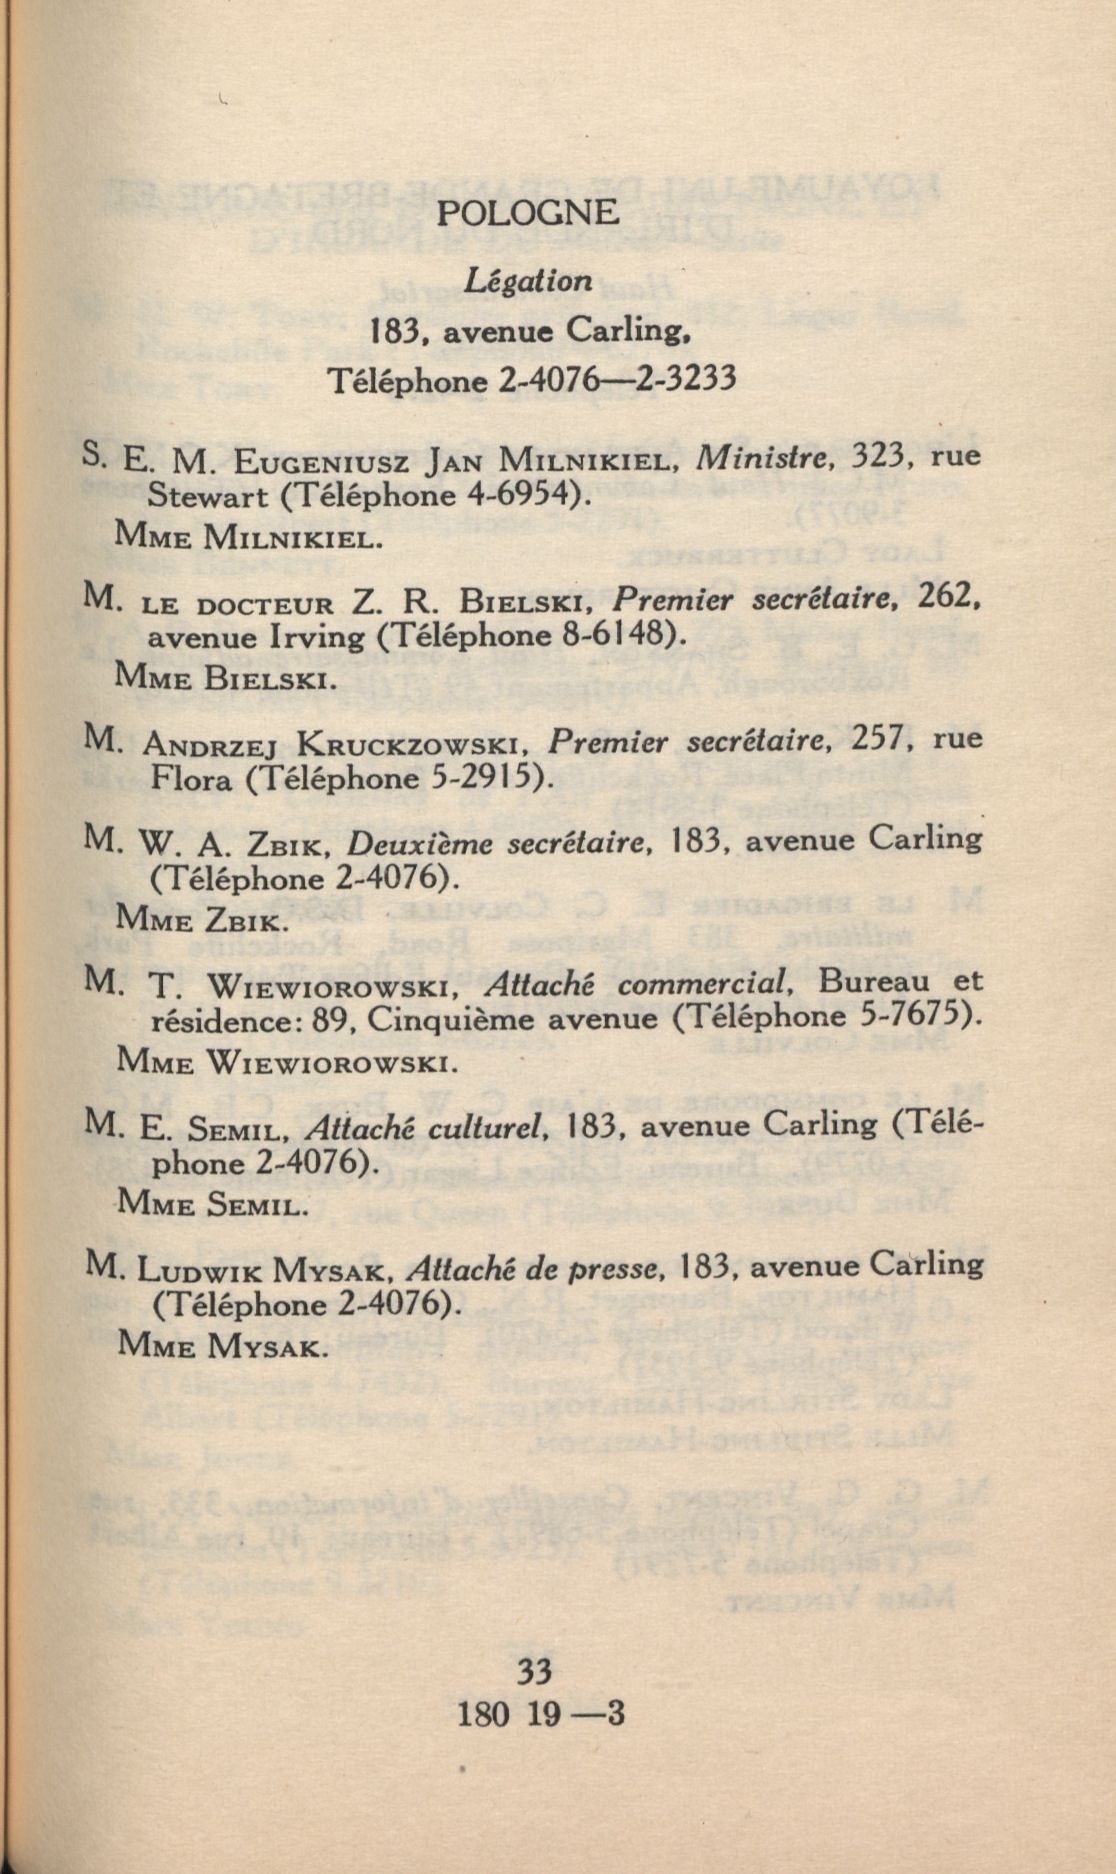 POLOGNE
Légation
183, avenue Carling,
Téléphone 2-4076—2-3233
S. E. M. EUGENIUSZ JAN MILNIKIEL, Ministre, 323, rue
Stewart (Téléphone 4-6954).
MME MILNIKIEL.
M. LE DOCTEUR Z. R. BIELSKI, Premier secrétaire, 262,
avenue Irving (Téléphone 8-6148).
MME BIELSKI.
M. ANDRZEJ KRUCKZOWSKI, Premier secrétaire, 257, rue
Flora (Téléphone 5-2915).
M. W. A. ZBIK, Deuxième secrétaire, 183, avenue Carling
(Téléphone 2-4076).
MME ZBIK.
M. T. WIEWIOROWSKI, Attaché commercial, Bureau et
résidence: 89, Cinquième avenue (Téléphone 5-7675).
MME WIEWIOROWSKI.
M. E. SEMIL, Attaché culturel, 183, avenue Carling (Télé-
phone 2-4076).
MME SEMIL.
M. LUDWIK MYSAK, Attaché de presse, 183, avenue Carling
(Téléphone 2-4076).
MME MYSAK.
33
180 19—3